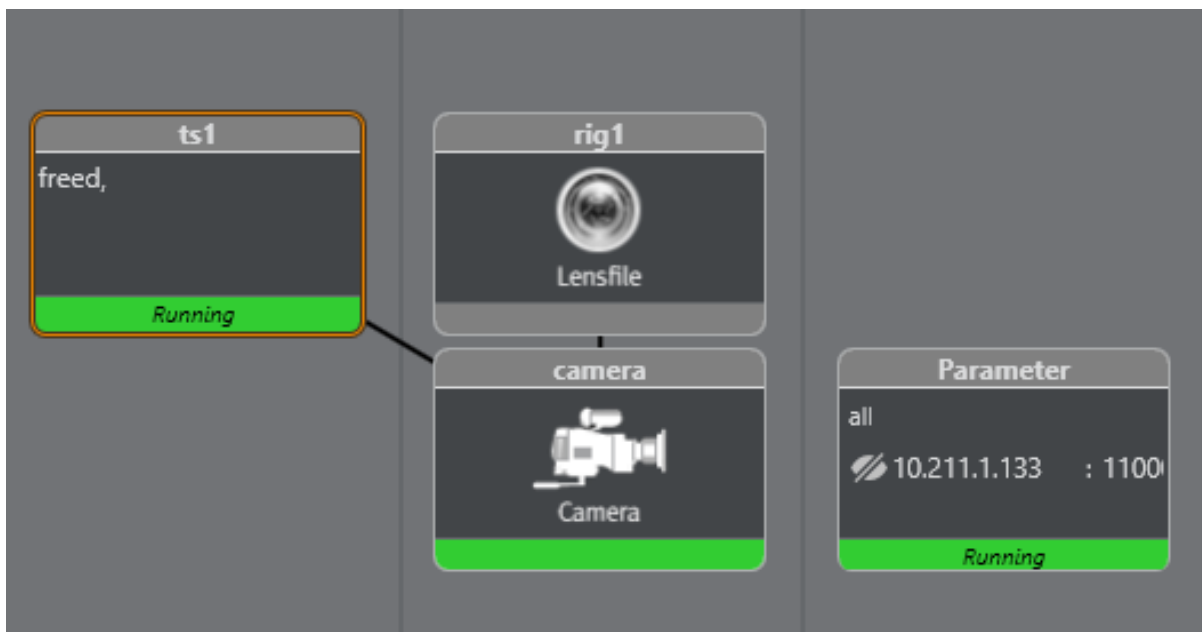 ts1
freed,
Running
rig1
Lensfile
camera
Camera
Parameter
all
10.211.1.133 : 1100
Running